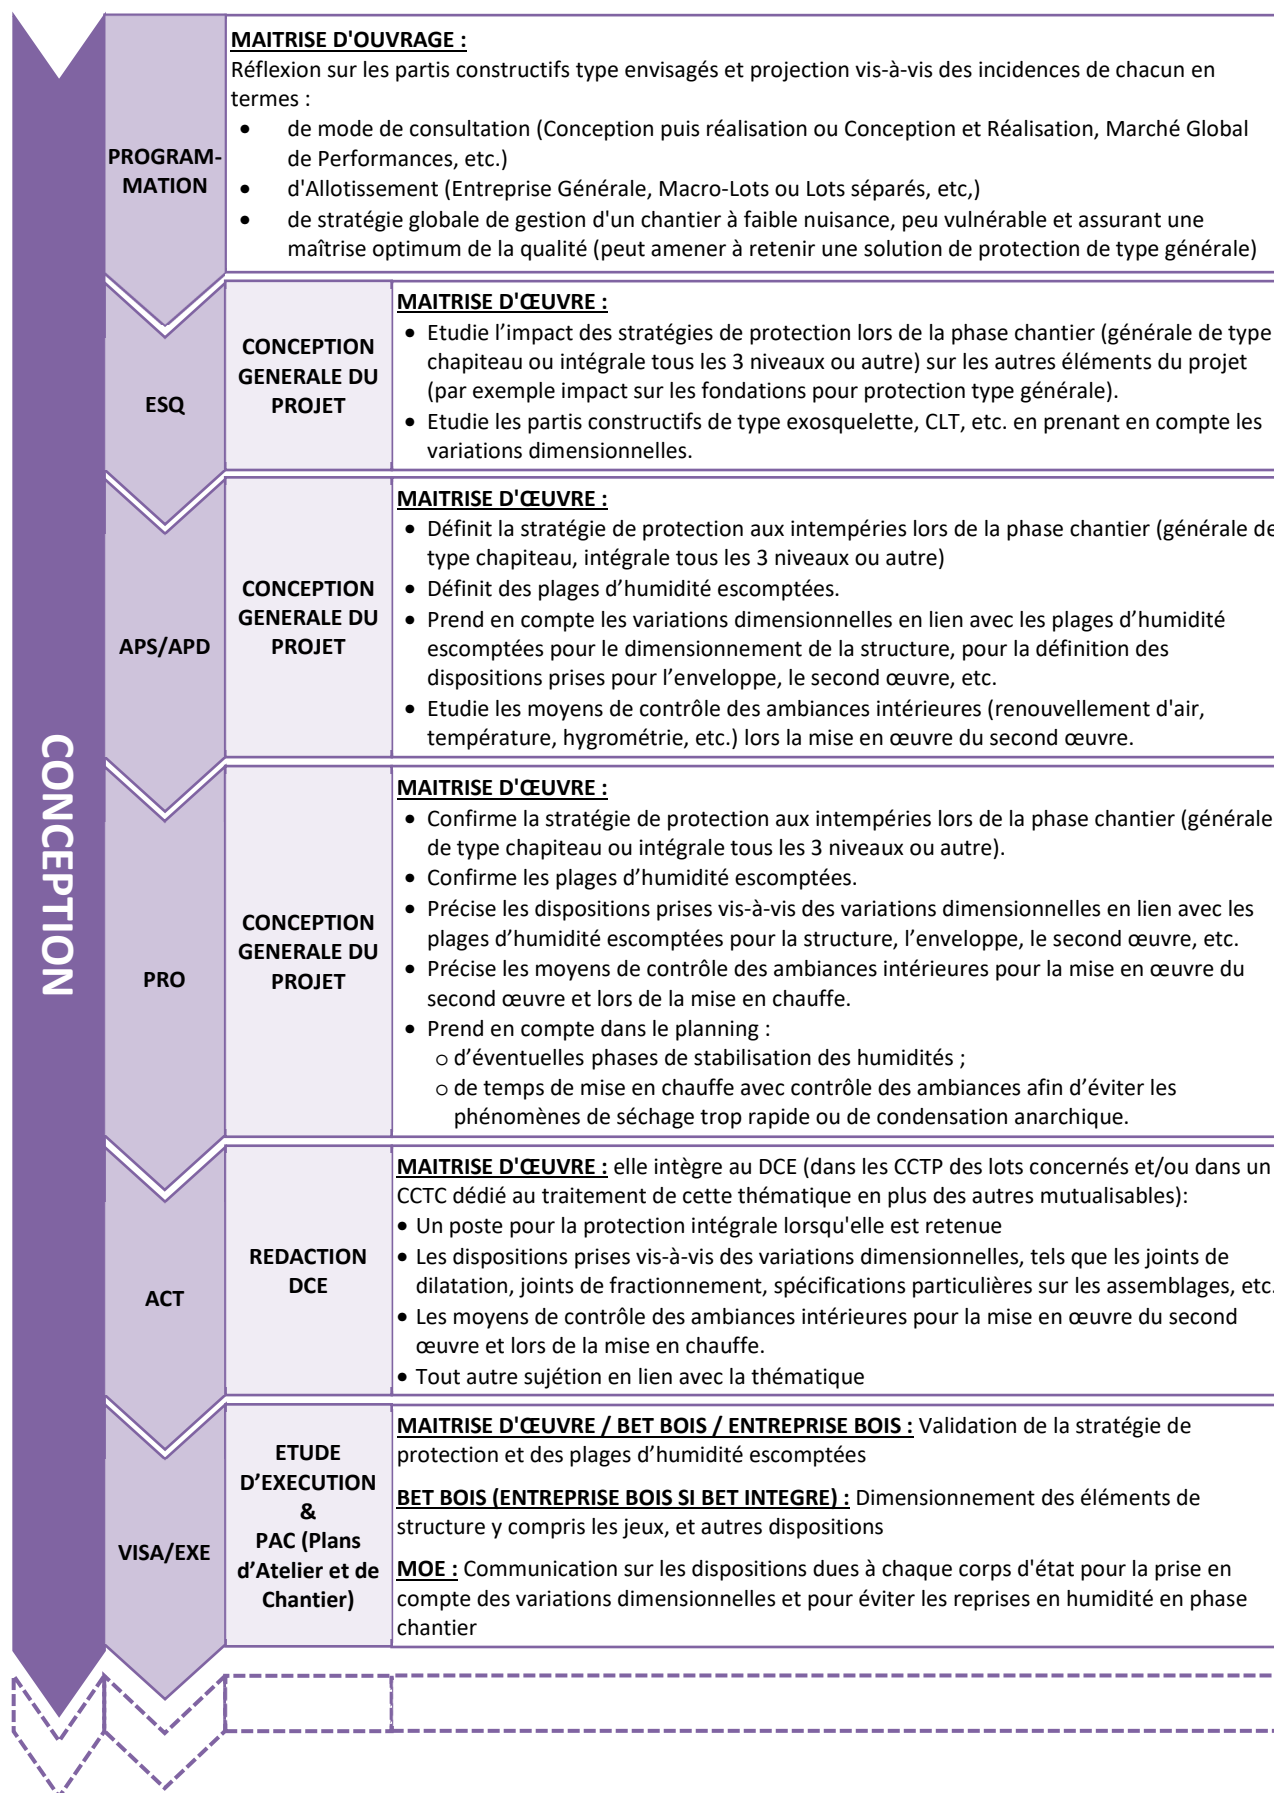 CONCEPTION
PROGRAM-
MATION
MAITRISE D'OUVRAGE :
Réflexion sur les partis constructifs type envisagés et projection vis-à-vis des incidences de chacun en
termes :
• de mode de consultation (Conception puis réalisation ou Conception et Réalisation, Marché Global
de Performances, etc.)
• d'Allotissement (Entreprise Générale, Macro-Lots ou Lots séparés, etc,)
• de stratégie globale de gestion d'un chantier à faible nuisance, peu vulnérable et assurant une
maîtrise optimum de la qualité (peut amener à retenir une solution de protection de type générale)
ESQ
CONCEPTION
GENERALE DU
PROJET
MAITRISE D'ŒUVRE :
• Etudie l’impact des stratégies de protection lors de la phase chantier (générale de type
chapiteau ou intégrale tous les 3 niveaux ou autre) sur les autres éléments du projet
(par exemple impact sur les fondations pour protection type générale).
• Etudie les partis constructifs de type exosquelette, CLT, etc. en prenant en compte les
variations dimensionnelles.
APS/APD
CONCEPTION
GENERALE DU
PROJET
MAITRISE D'ŒUVRE :
• Définit la stratégie de protection aux intempéries lors de la phase chantier (générale de
type chapiteau, intégrale tous les 3 niveaux ou autre)
• Définit des plages d’humidité escomptées.
• Prend en compte les variations dimensionnelles en lien avec les plages d’humidité
escomptées pour le dimensionnement de la structure, pour la définition des
dispositions prises pour l’enveloppe, le second œuvre, etc.
• Etudie les moyens de contrôle des ambiances intérieures (renouvellement d'air,
température, hygrométrie, etc.) lors la mise en œuvre du second œuvre.
PRO
CONCEPTION
GENERALE DU
PROJET
MAITRISE D'ŒUVRE :
• Confirme la stratégie de protection aux intempéries lors de la phase chantier (générale
de type chapiteau ou intégrale tous les 3 niveaux ou autre).
• Confirme les plages d’humidité escomptées.
• Précise les dispositions prises vis-à-vis des variations dimensionnelles en lien avec les
plages d’humidité escomptées pour la structure, l’enveloppe, le second œuvre, etc.
• Précise les moyens de contrôle des ambiances intérieures pour la mise en œuvre du
second œuvre et lors de la mise en chauffe.
• Prend en compte dans le planning :
o d’éventuelles phases de stabilisation des humidités ;
o de temps de mise en chauffe avec contrôle des ambiances afin d’éviter les
phénomènes de séchage trop rapide ou de condensation anarchique.
ACT
REDACTION
DCE
MAITRISE D'ŒUVRE : elle intègre au DCE (dans les CCTP des lots concernés et/ou dans un
CCTC dédié au traitement de cette thématique en plus des autres mutualisables):
• Un poste pour la protection intégrale lorsqu'elle est retenue
• Les dispositions prises vis-à-vis des variations dimensionnelles, tels que les joints de
dilatation, joints de fractionnement, spécifications particulières sur les assemblages, etc.
• Les moyens de contrôle des ambiances intérieures pour la mise en œuvre du second
œuvre et lors de la mise en chauffe.
• Tout autre sujétion en lien avec la thématique
VISA/EXE
ETUDE
D’EXECUTION
&
PAC (Plans
d’Atelier et de
Chantier)
MAITRISE D'ŒUVRE / BET BOIS / ENTREPRISE BOIS : Validation de la stratégie de
protection et des plages d’humidité escomptées
BET BOIS (ENTREPRISE BOIS SI BET INTEGRE) : Dimensionnement des éléments de
structure y compris les jeux, et autres dispositions
MOE : Communication sur les dispositions dues à chaque corps d'état pour la prise en
compte des variations dimensionnelles et pour éviter les reprises en humidité en phase
chantier